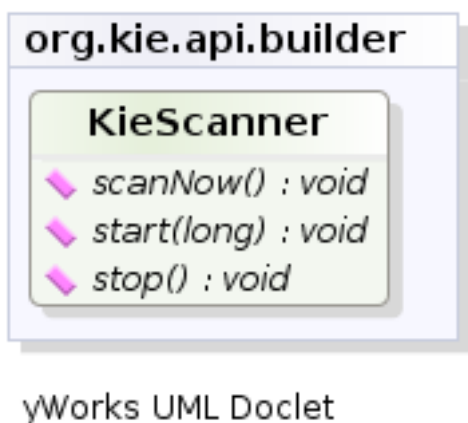 org.kie.api.builder
KieScanner
scanNow() : void
start(long) : void
stop() : void
yWorks UML Doclet